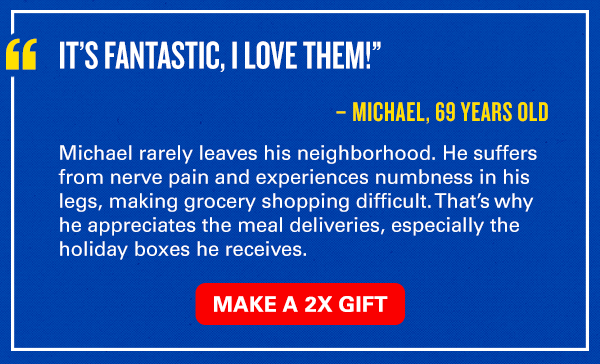 “IT’S FANTASTIC, I LOVE THEM!”
– MICHAEL, 69 YEARS OLD
Michael rarely leaves his neighborhood. He suffers
from nerve pain and experiences numbness in his
legs, making grocery shopping difficult. That’s why
he appreciates the meal deliveries, especially the
holiday boxes he receives.
MAKE A 2X GIFT